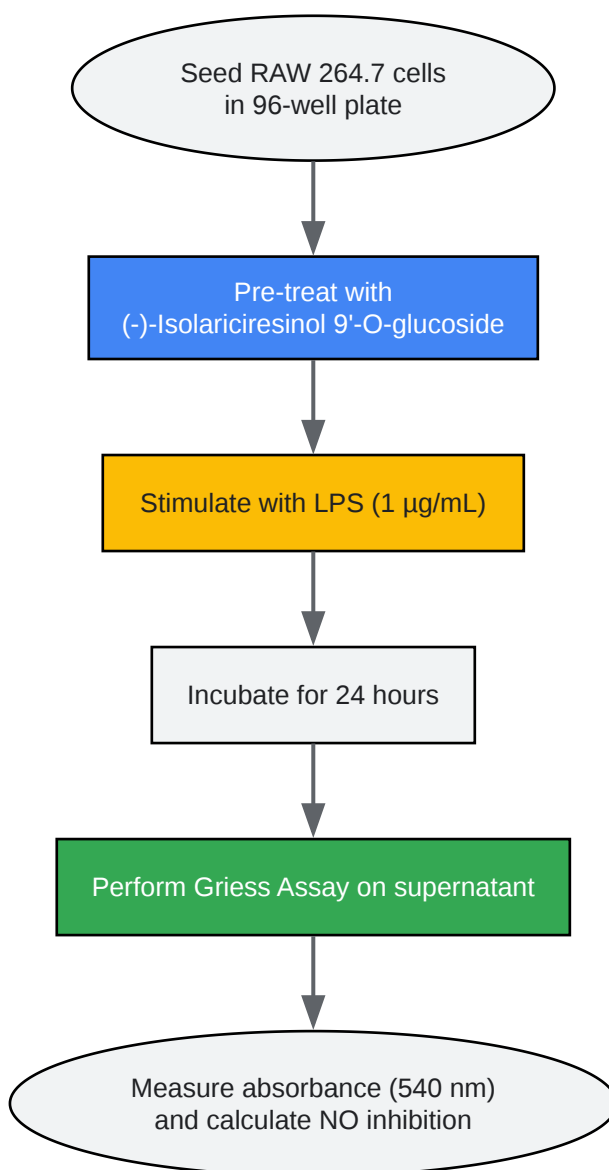 Seed RAW 264.7 cells
in 96-well plate
Pre-treat with
(-)-Isolariciresinol 9'-O-glucoside
Stimulate with LPS (1 µg/mL)
Incubate for 24 hours
Perform Griess Assay on supernatant
Measure absorbance (540 nm)
and calculate NO inhibition